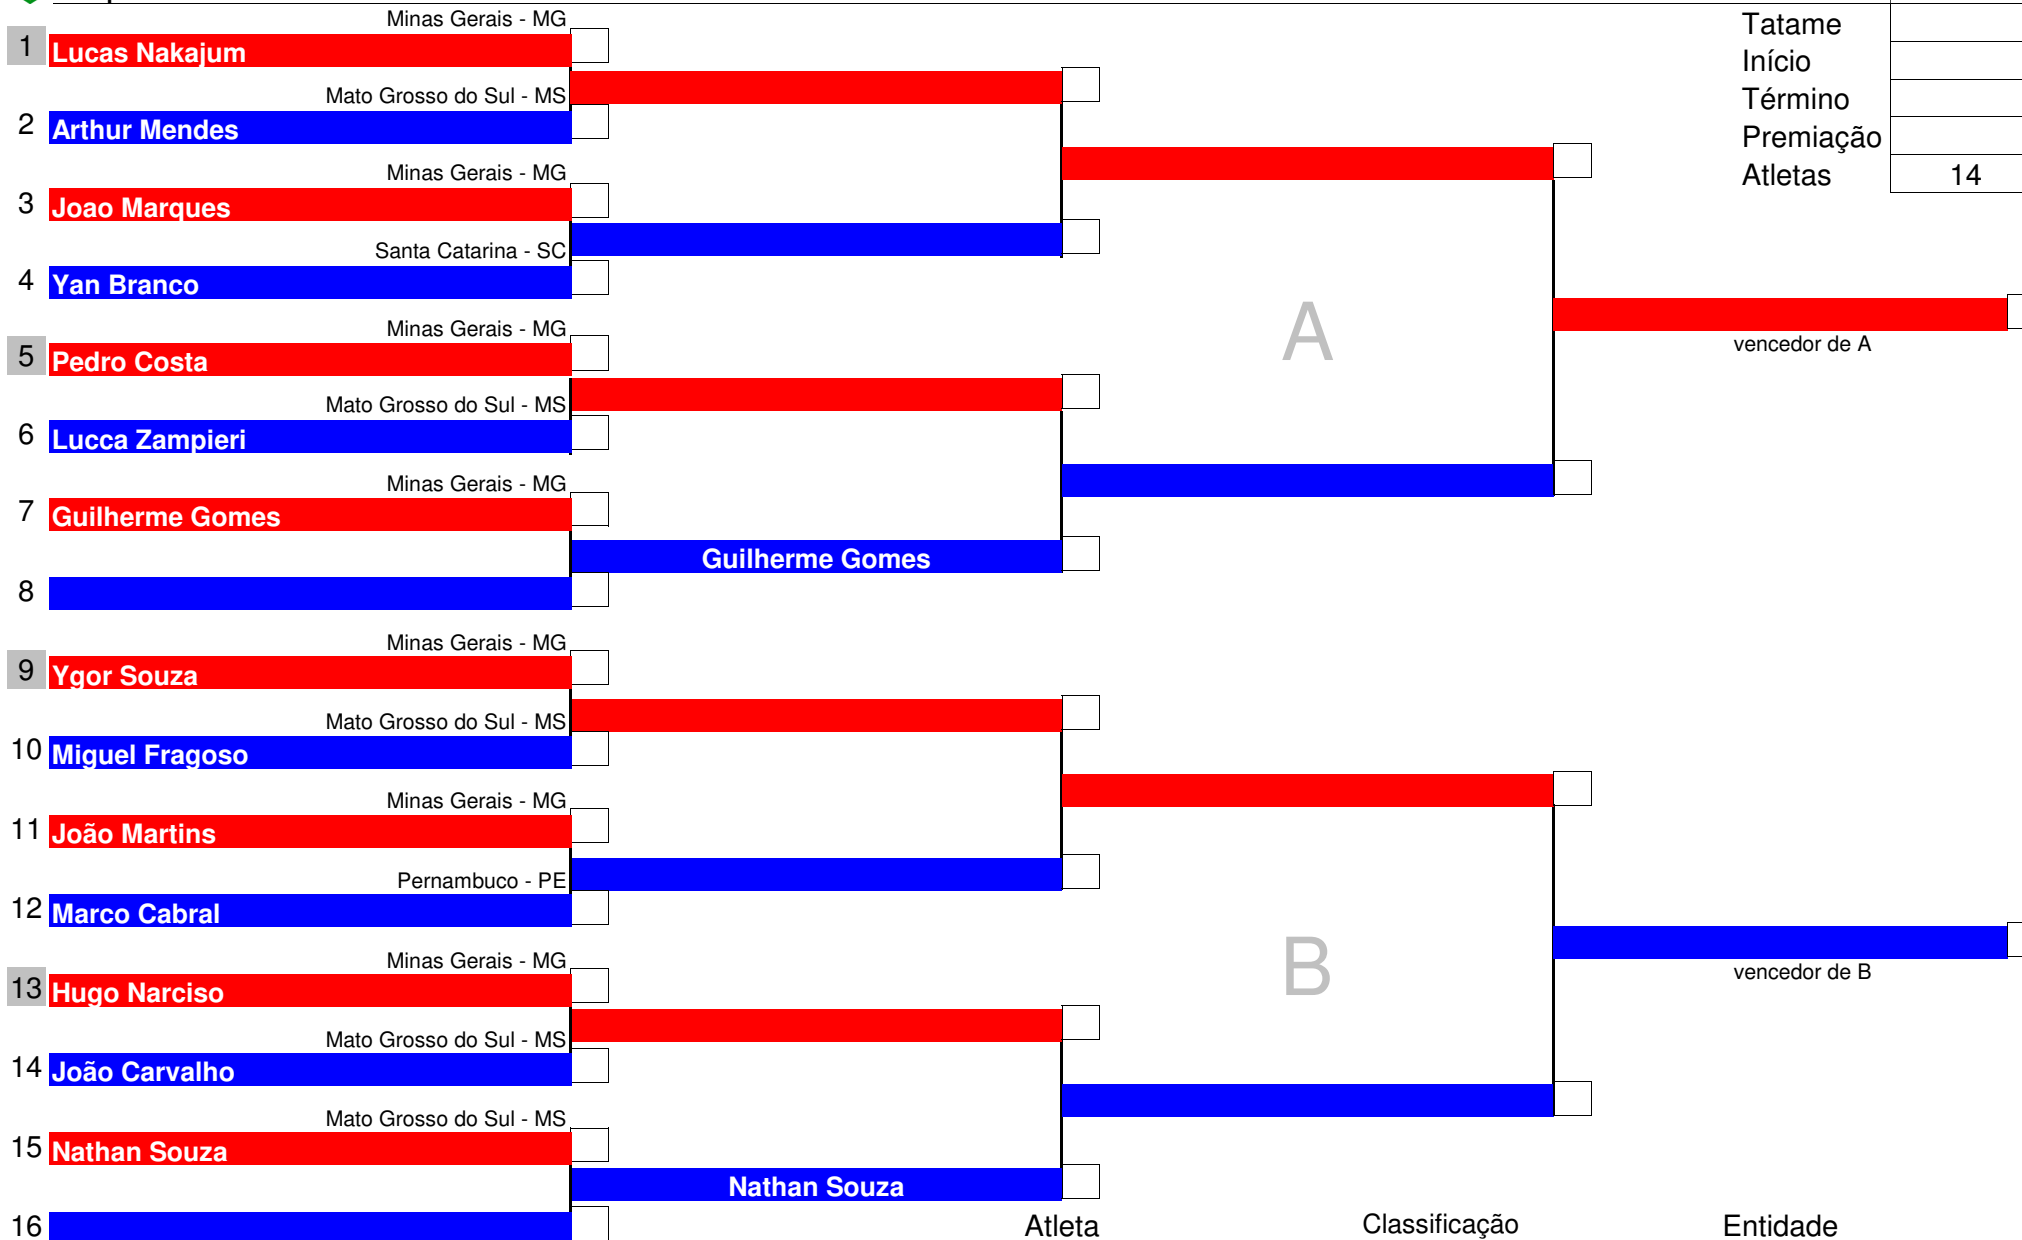 Minas Gerais - MG
1 Lucas Nakajum
Mato Grosso do Sul - MS
2 Arthur Mendes
Minas Gerais - MG
3 Joao Marques
Santa Catarina - SC
4 Yan Branco
Minas Gerais - MG
5 Pedro Costa
Mato Grosso do Sul - MS
6 Lucca Zampieri
Minas Gerais - MG
7 Guilherme Gomes
Guilherme Gomes
8
Minas Gerais - MG
9 Ygor Souza
Mato Grosso do Sul - MS
10 Miguel Fragoso
Minas Gerais - MG
11 João Martins
Pernambuco - PE
12 Marco Cabral
Minas Gerais - MG
13 Hugo Narciso
Mato Grosso do Sul - MS
14 João Carvalho
Mato Grosso do Sul - MS
15 Nathan Souza
Nathan Souza
16
A
vencedor de A
B
vencedor de B
Tatame
Início
Término
Premiação
Atletas 14
Atleta Classificação Entidade